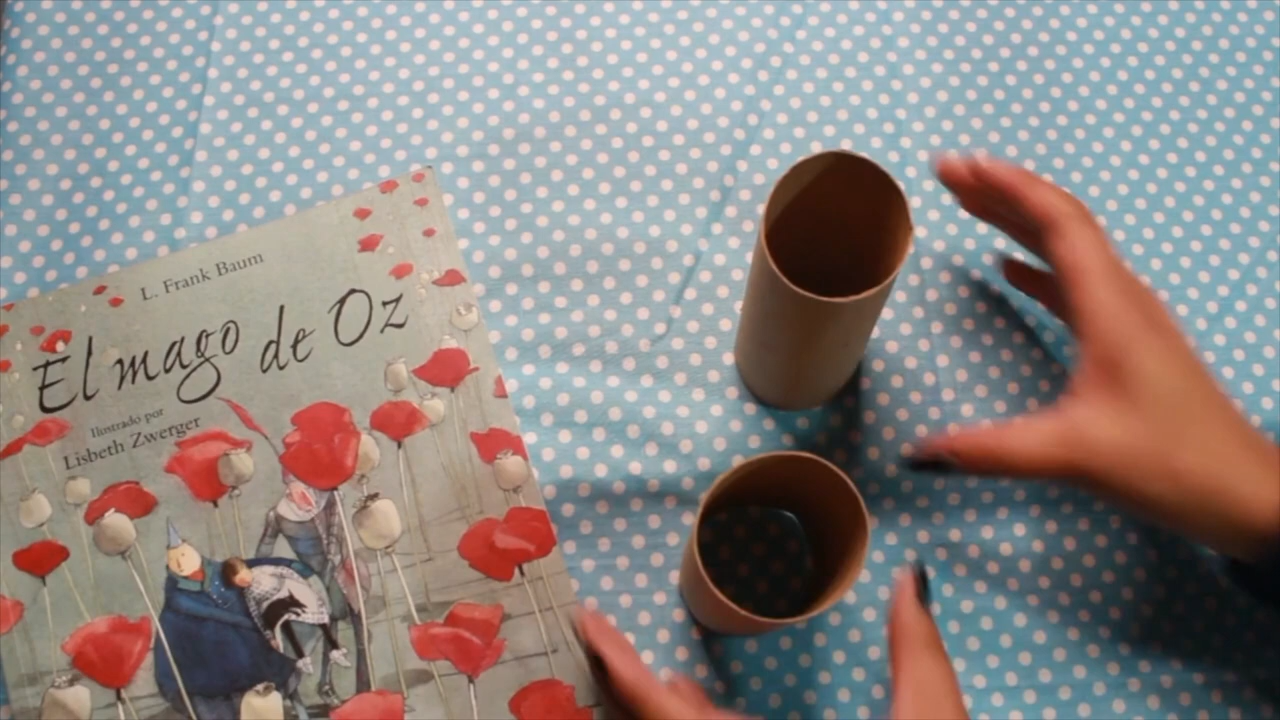 L. Frank Baum
El mago de Oz
Ilustrado por
Lisbeth Zwerger